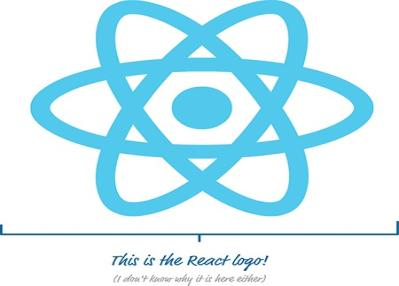 This is the React logo!
(I don't know why it is here either)